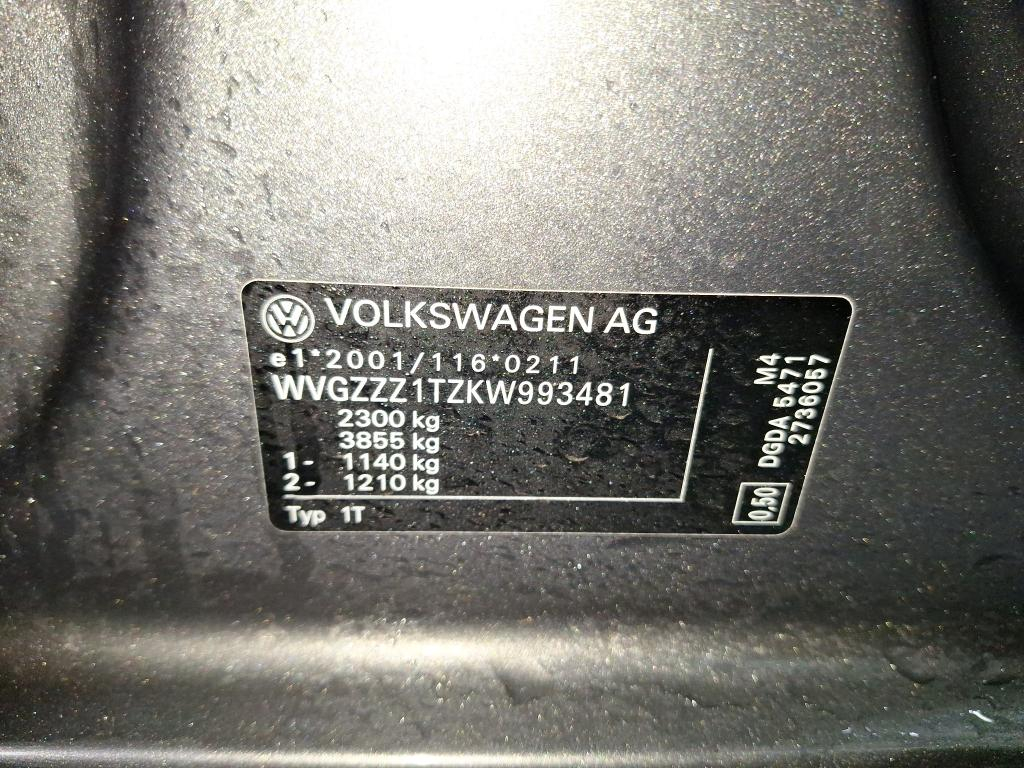 VOLKSWAGEN AG
e1*2001/116*0211
WVGZZZ1TZKW993481
2300 kg
3855 kg
1- 1140 kg
2- 1210 kg
Typ 1T
M4
DGDA 5471
2736057
0,50